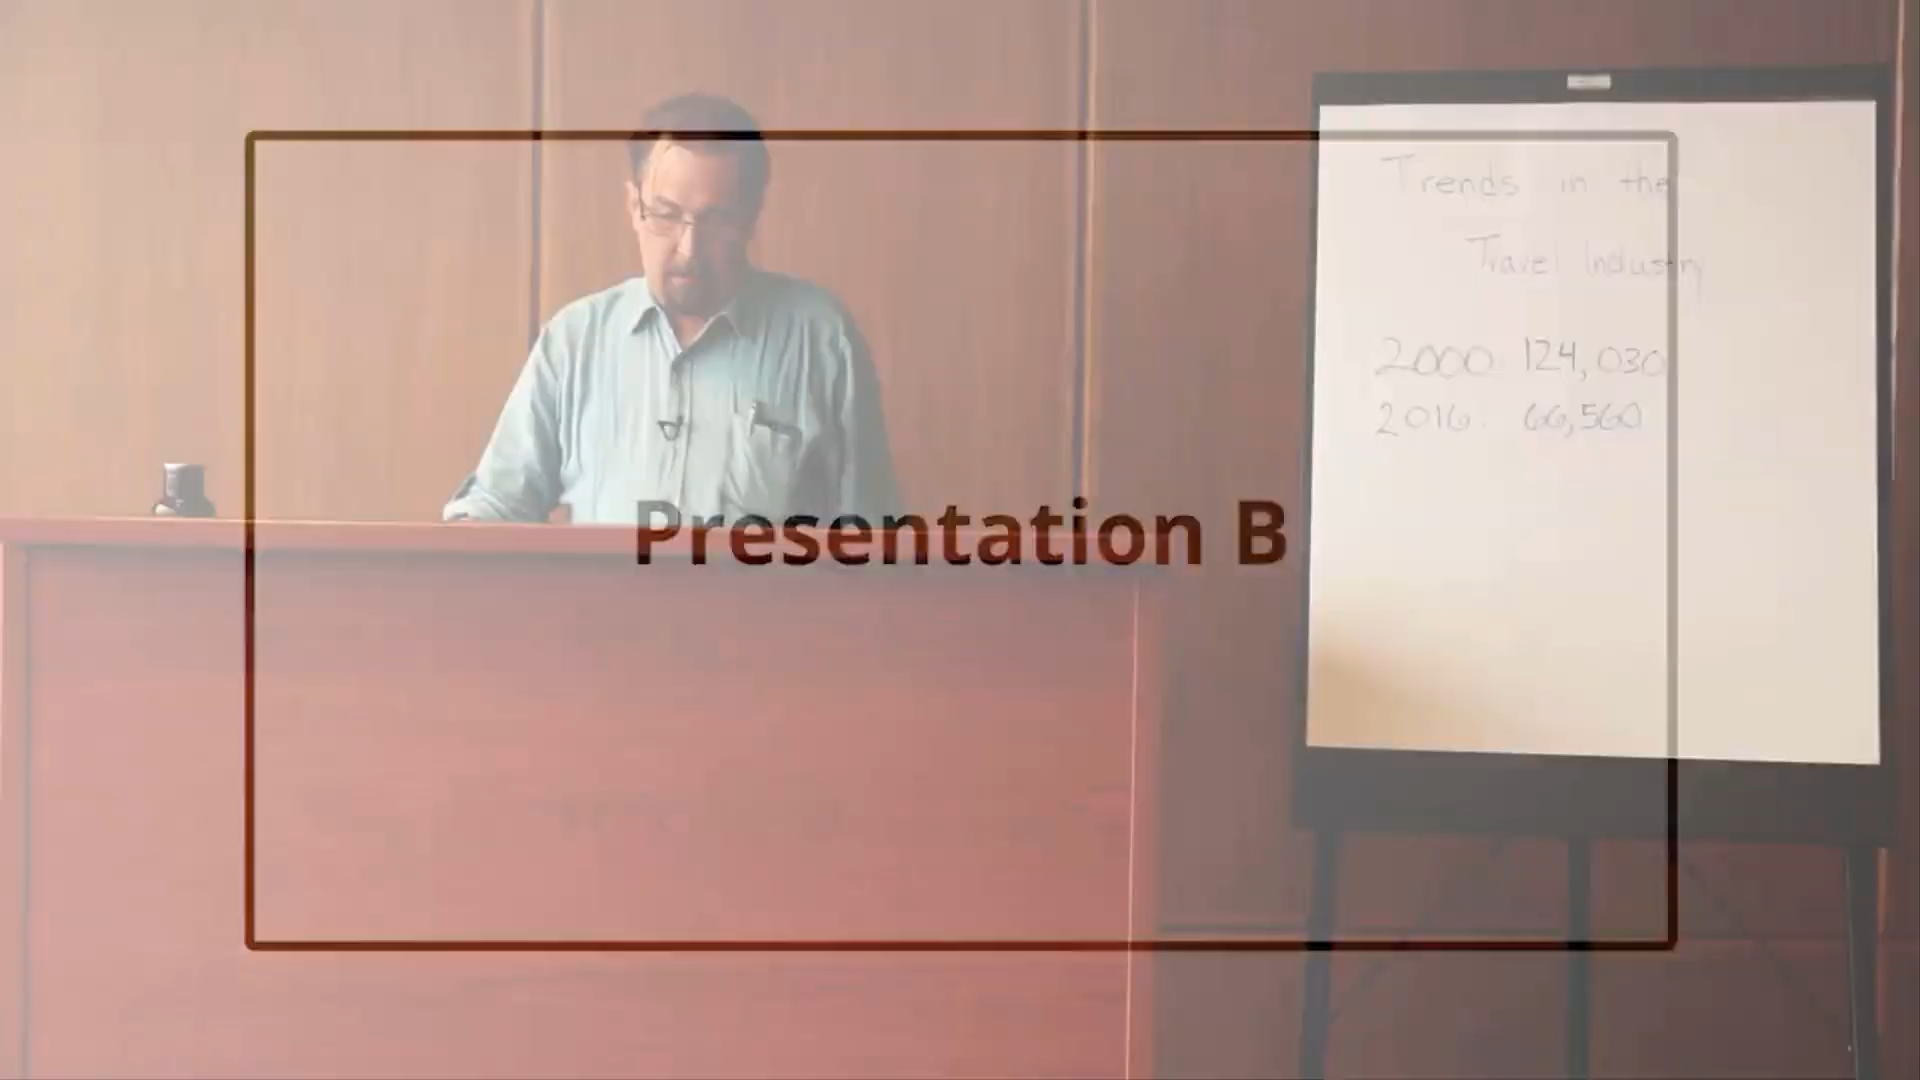 Trends in the
Travel Industry
2000: 124,030
2016: 66,560
Presentation B